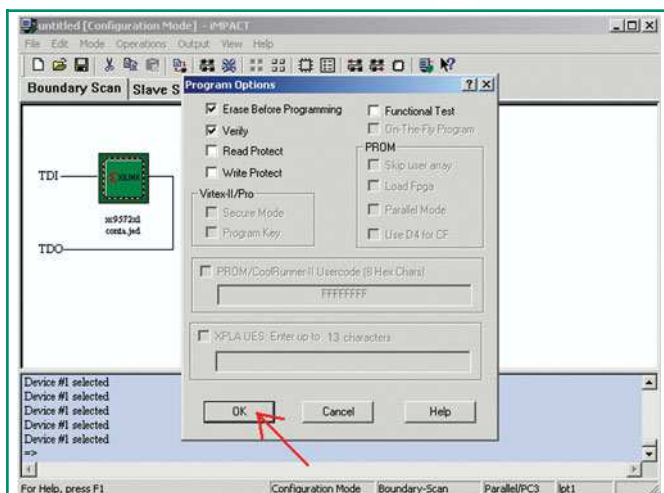 untitled [Configuration Mode] - iMPACT
File Edit Mode Operations Output View Help
Boundary Scan Slave S
Program Options
Erase Before Programming
Functional Test
Verify
On-The-Fly Program
Read Protect
PROM
Write Protect
Skip user array
Load Fpga
Virtex-II/Pro
Secure Mode
Parallel Mode
Program Key
Use D4 for CF
PROM/CoolRunner-II Usercode (8 Hex Chars)
FFFFFFFF
XPLA UES: Enter up to 13 characters
OK Cancel Help
TDI
XILINX
xc9572xl
conta.jed
TDO
Device #1 selected
Device #1 selected
Device #1 selected
Device #1 selected
Device #1 selected
=>
For Help, press F1
Configuration Mode Boundary-Scan Parallel/PC3 lpt1